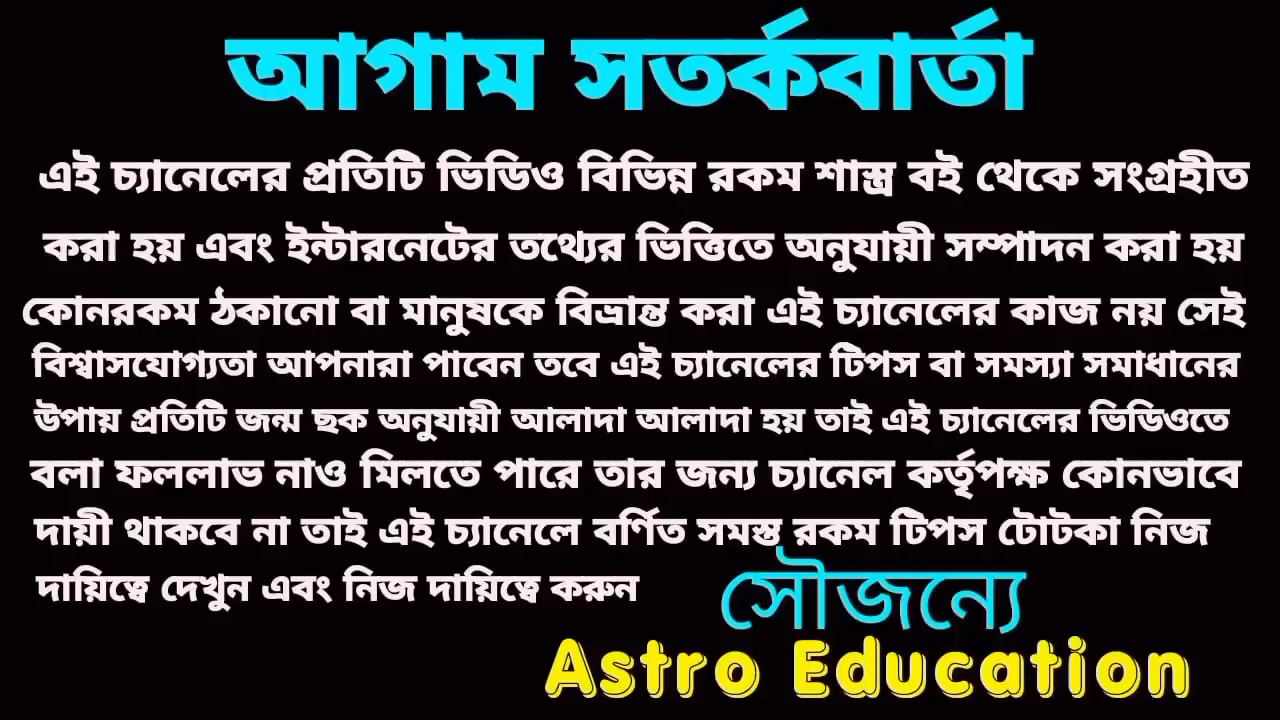 আগাম সতর্কবার্তা
এই চ্যানেলের প্রতিটি ভিডিও বিভিন্ন রকম শাস্ত্র বই থেকে সংগ্রহীত
করা হয় এবং ইন্টারনেটের তথ্যের ভিত্তিতে অনুযায়ী সম্পাদন করা হয়
কোনরকম ঠকানো বা মানুষকে বিভ্রান্ত করা এই চ্যানেলের কাজ নয় সেই
বিশ্বাসযোগ্যতা আপনারা পাবেন তবে এই চ্যানেলের টিপস বা সমস্যা সমাধানের
উপায় প্রতিটি জন্ম ছক অনুযায়ী আলাদা আলাদা হয় তাই এই চ্যানেলের ভিডিওতে
বলা ফললাভ নাও মিলতে পারে তার জন্য চ্যানেল কর্তৃপক্ষ কোনভাবে
দায়ী থাকবে না তাই এই চ্যানেলে বর্ণিত সমস্ত রকম টিপস টোটকা নিজ
দায়িত্বে দেখুন এবং নিজ দায়িত্বে করুন
সৌজন্যে
Astro Education